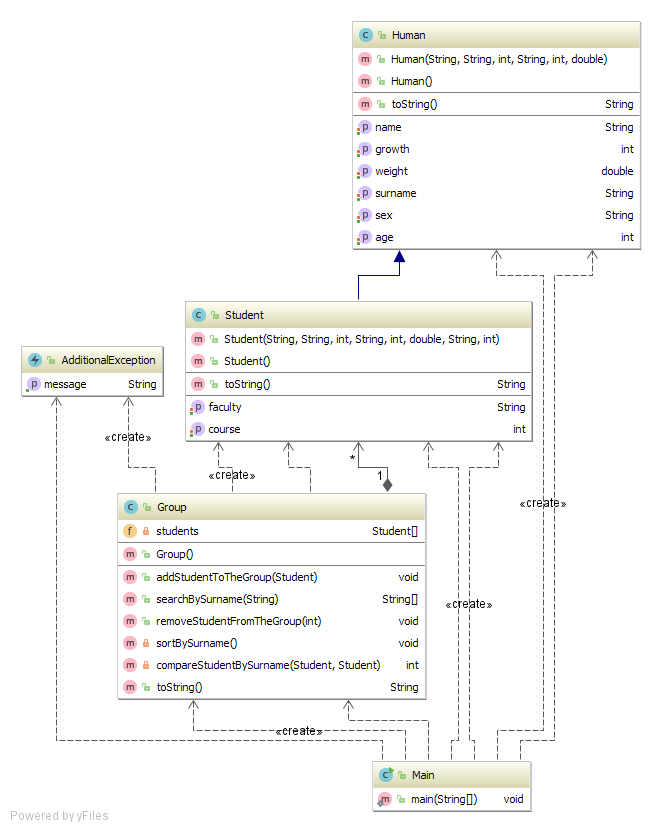 Human
Human(String, String, int, String, int, double)
Human()
toString() String
name String
growth int
weight double
surname String
sex String
age int
Student
Student(String, String, int, String, int, double, String, int)
Student()
toString() String
faculty String
course int
AdditionalException
message String
«create»
«create»
*
1
«create»
Group
students Student[]
Group()
addStudentToTheGroup(Student) void
searchBySurname(String) String[]
removeStudentFromTheGroup(int) void
sortBySurname() void
compareStudentBySurname(Student, Student) int
toString() String
«create»
«create»
Main
main(String[]) void
Powered by yFiles